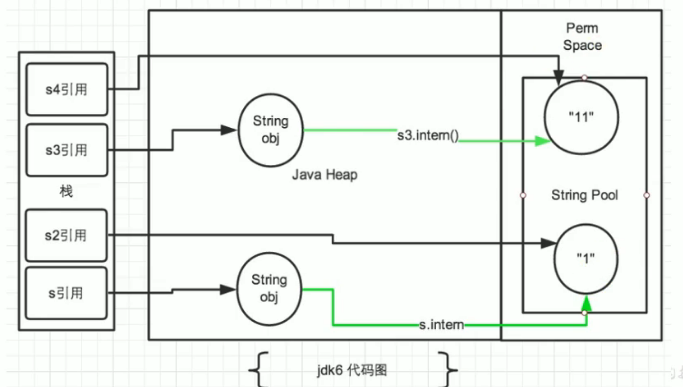 Perm
Space
s4引用
"11"
String
obj
s3.intern()
s3引用
Java Heap
栈
String Pool
s2引用
"1"
String
obj
s引用
s.intern
jdk6 代码图